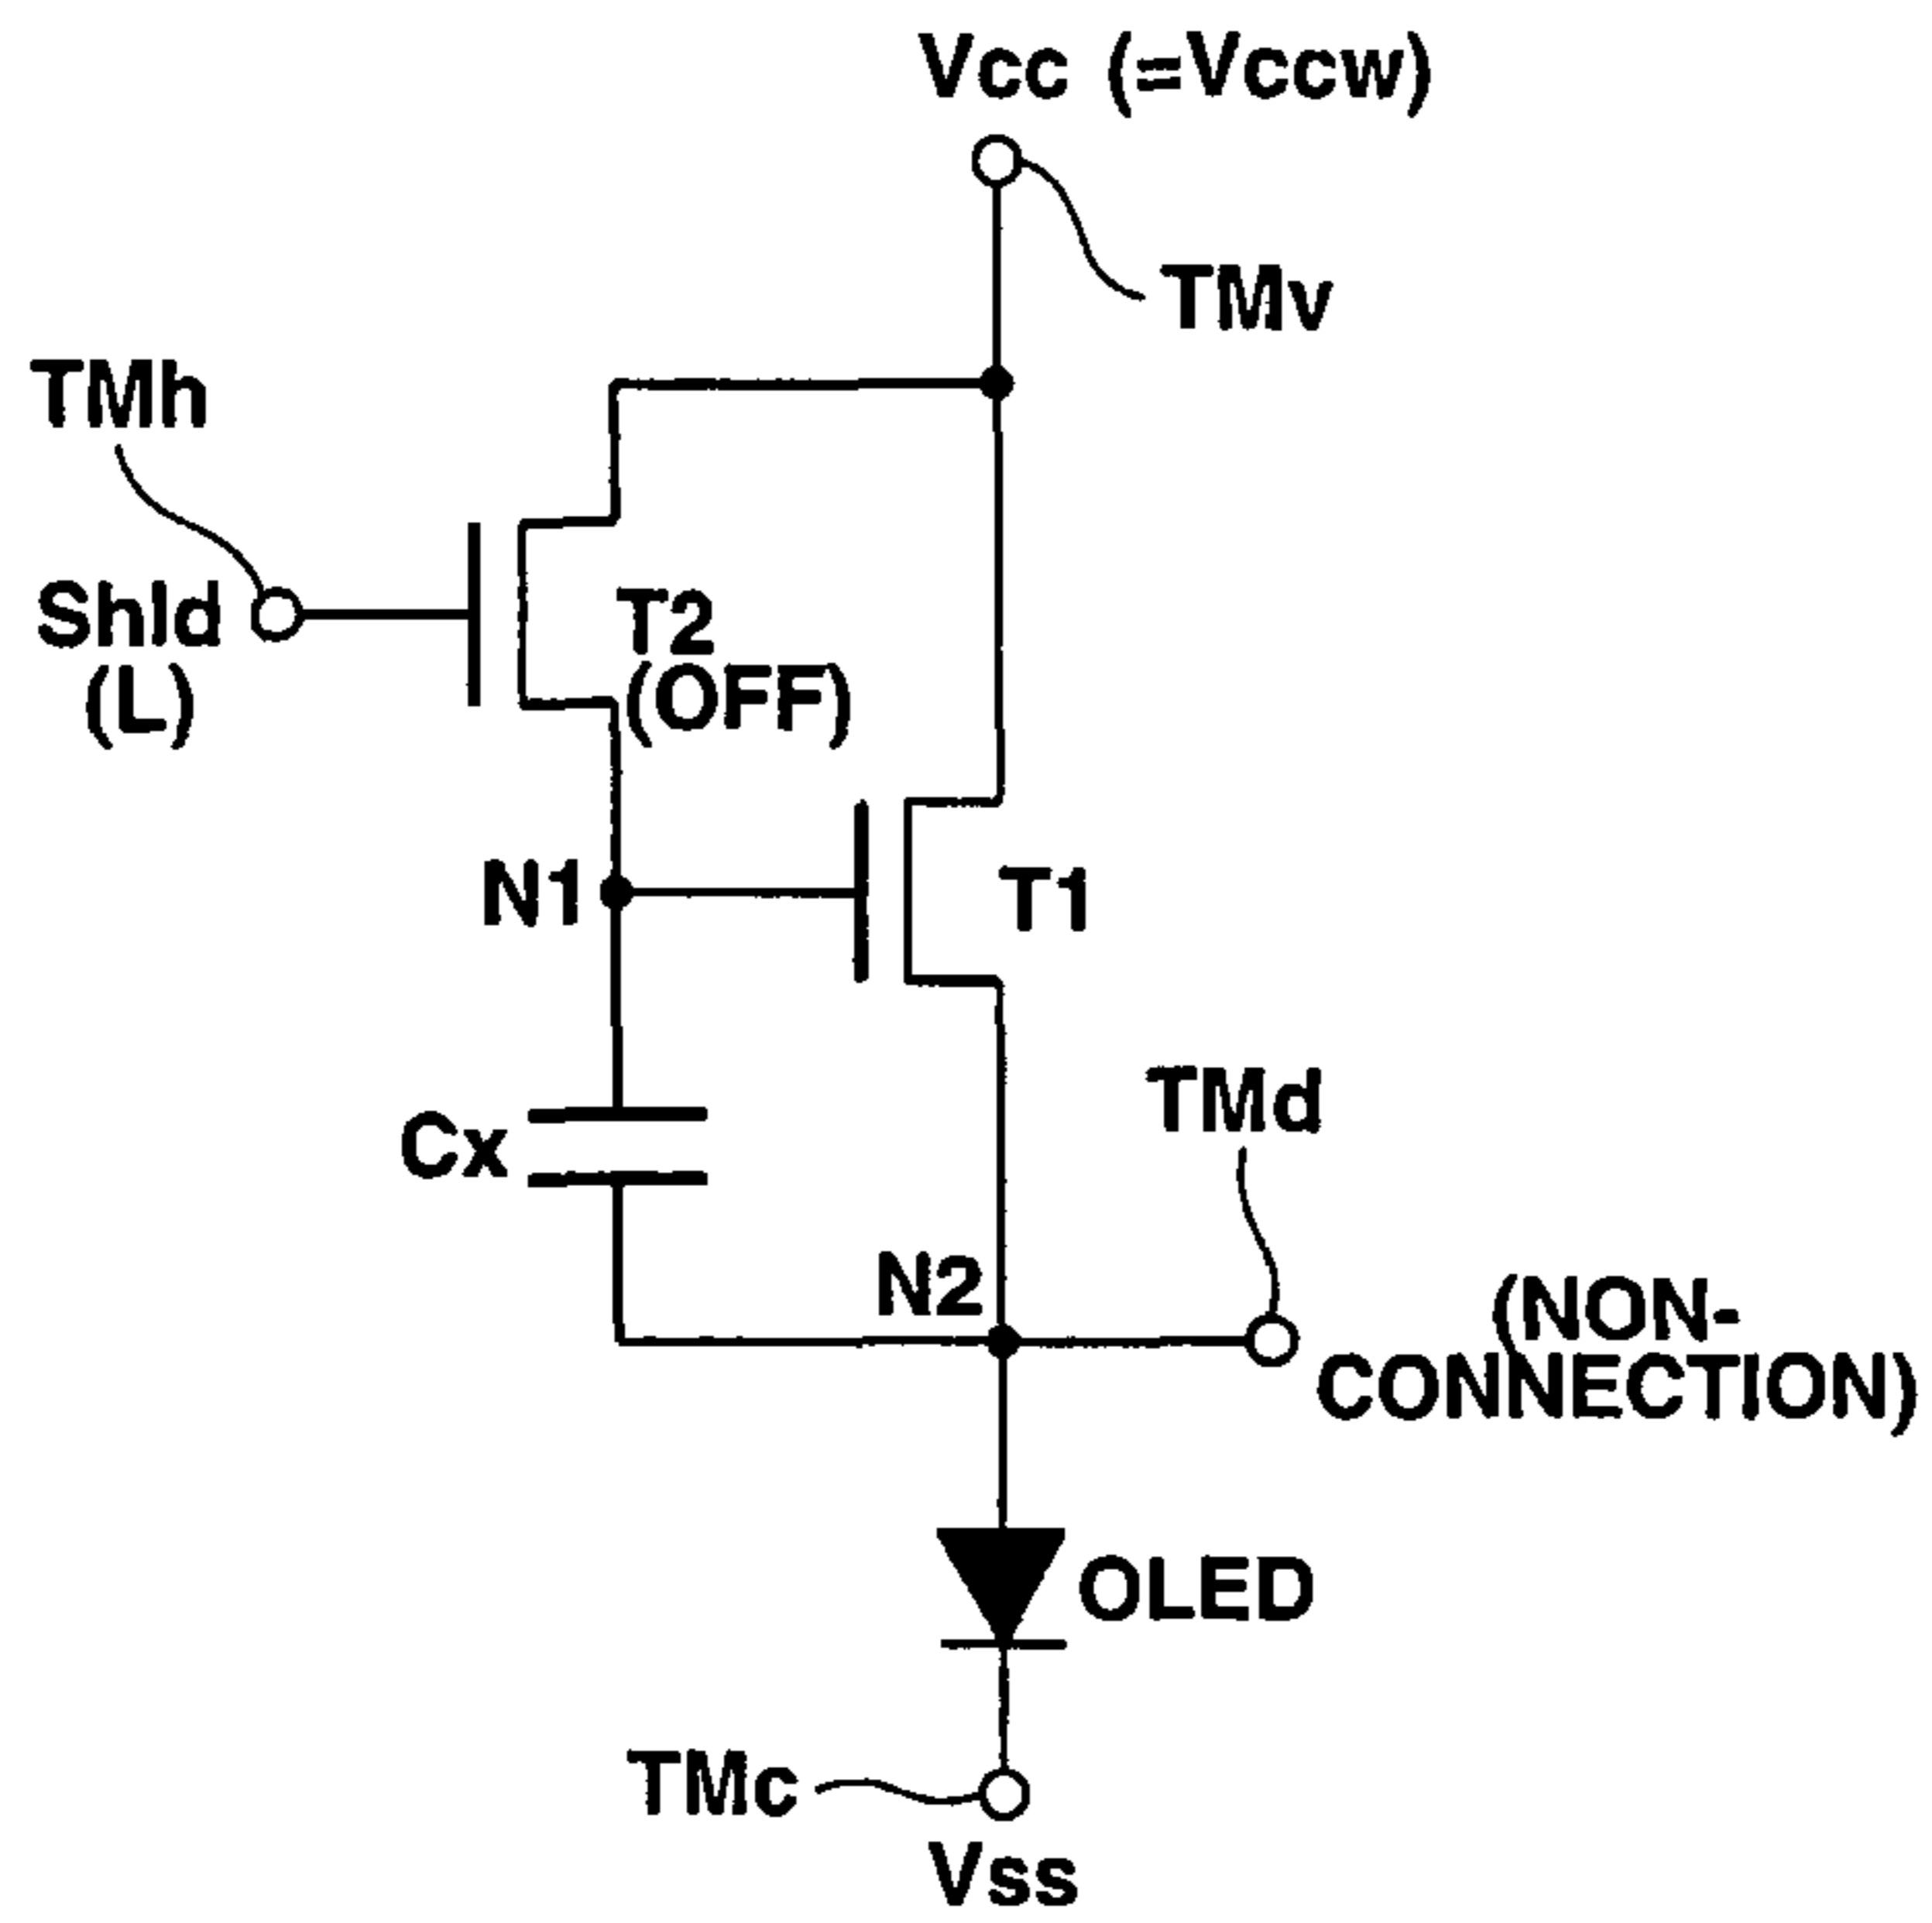 Vcc (=Vccw)
TMv
TMh
Shld
(L)
T2
(OFF)
N1
T1
Cx
TMd
N2
(NON-
CONNECTION)
OLED
TMc
Vss